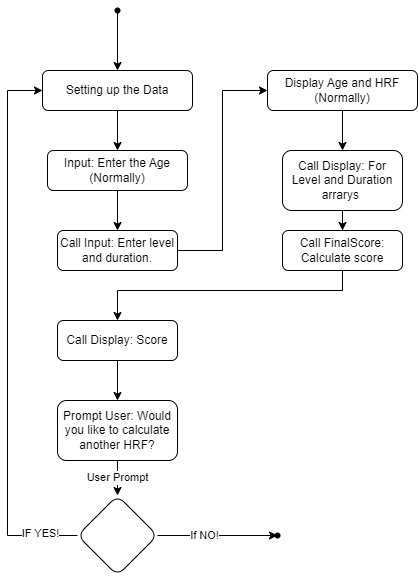 Setting up the Data
Input: Enter the Age
(Normally)
Call Input: Enter level
and duration.
Display Age and HRF
(Normally)
Call Display: For
Level and Duration
arrarys
Call FinalScore:
Calculate score
Call Display: Score
Prompt User: Would
you like to calculate
another HRF?
User Prompt
IF YES!
If NO!